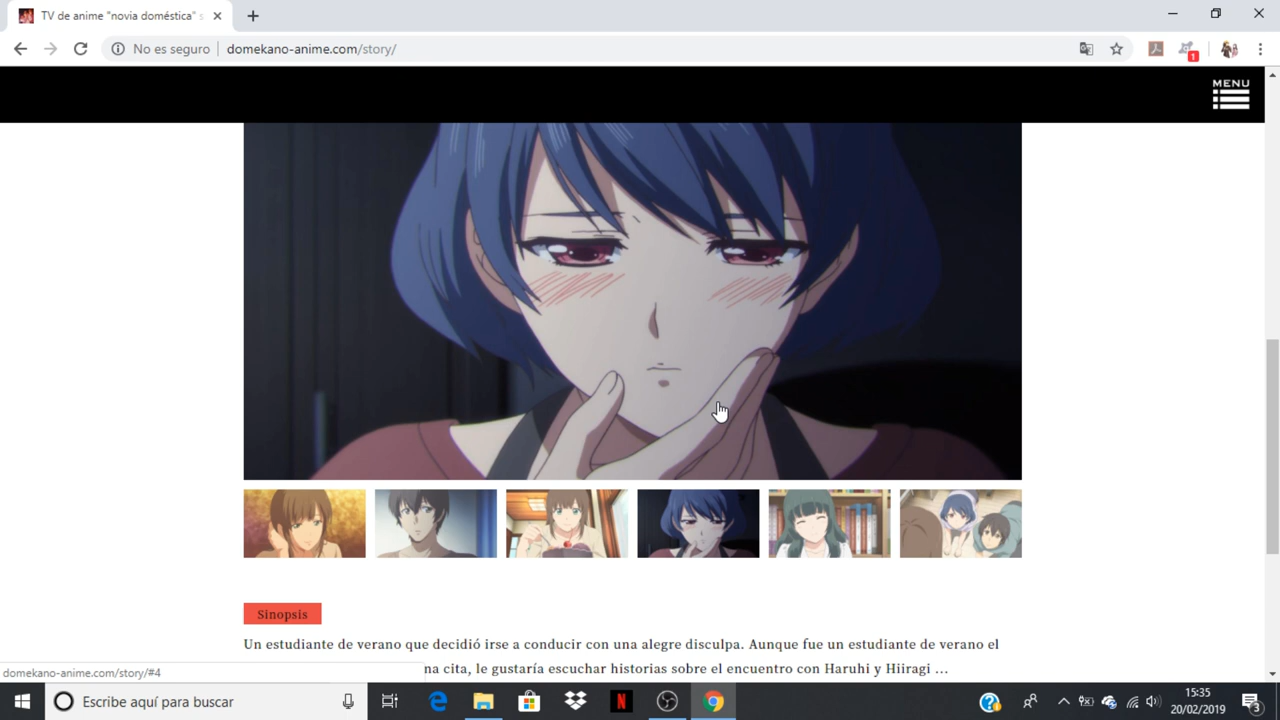 TV de anime "novia doméstica" s
No es seguro
domekano-anime.com/story/
1
MENU
Sinopsis
Un estudiante de verano que decidió irse a conducir con una alegre disculpa. Aunque fue un estudiante de verano el
na cita, le gustaría escuchar historias sobre el encuentro con Haruhi y Hiiragi ...
domekano-anime.com/story/#4
Escribe aquí para buscar
N
15:35
20/02/2019
3